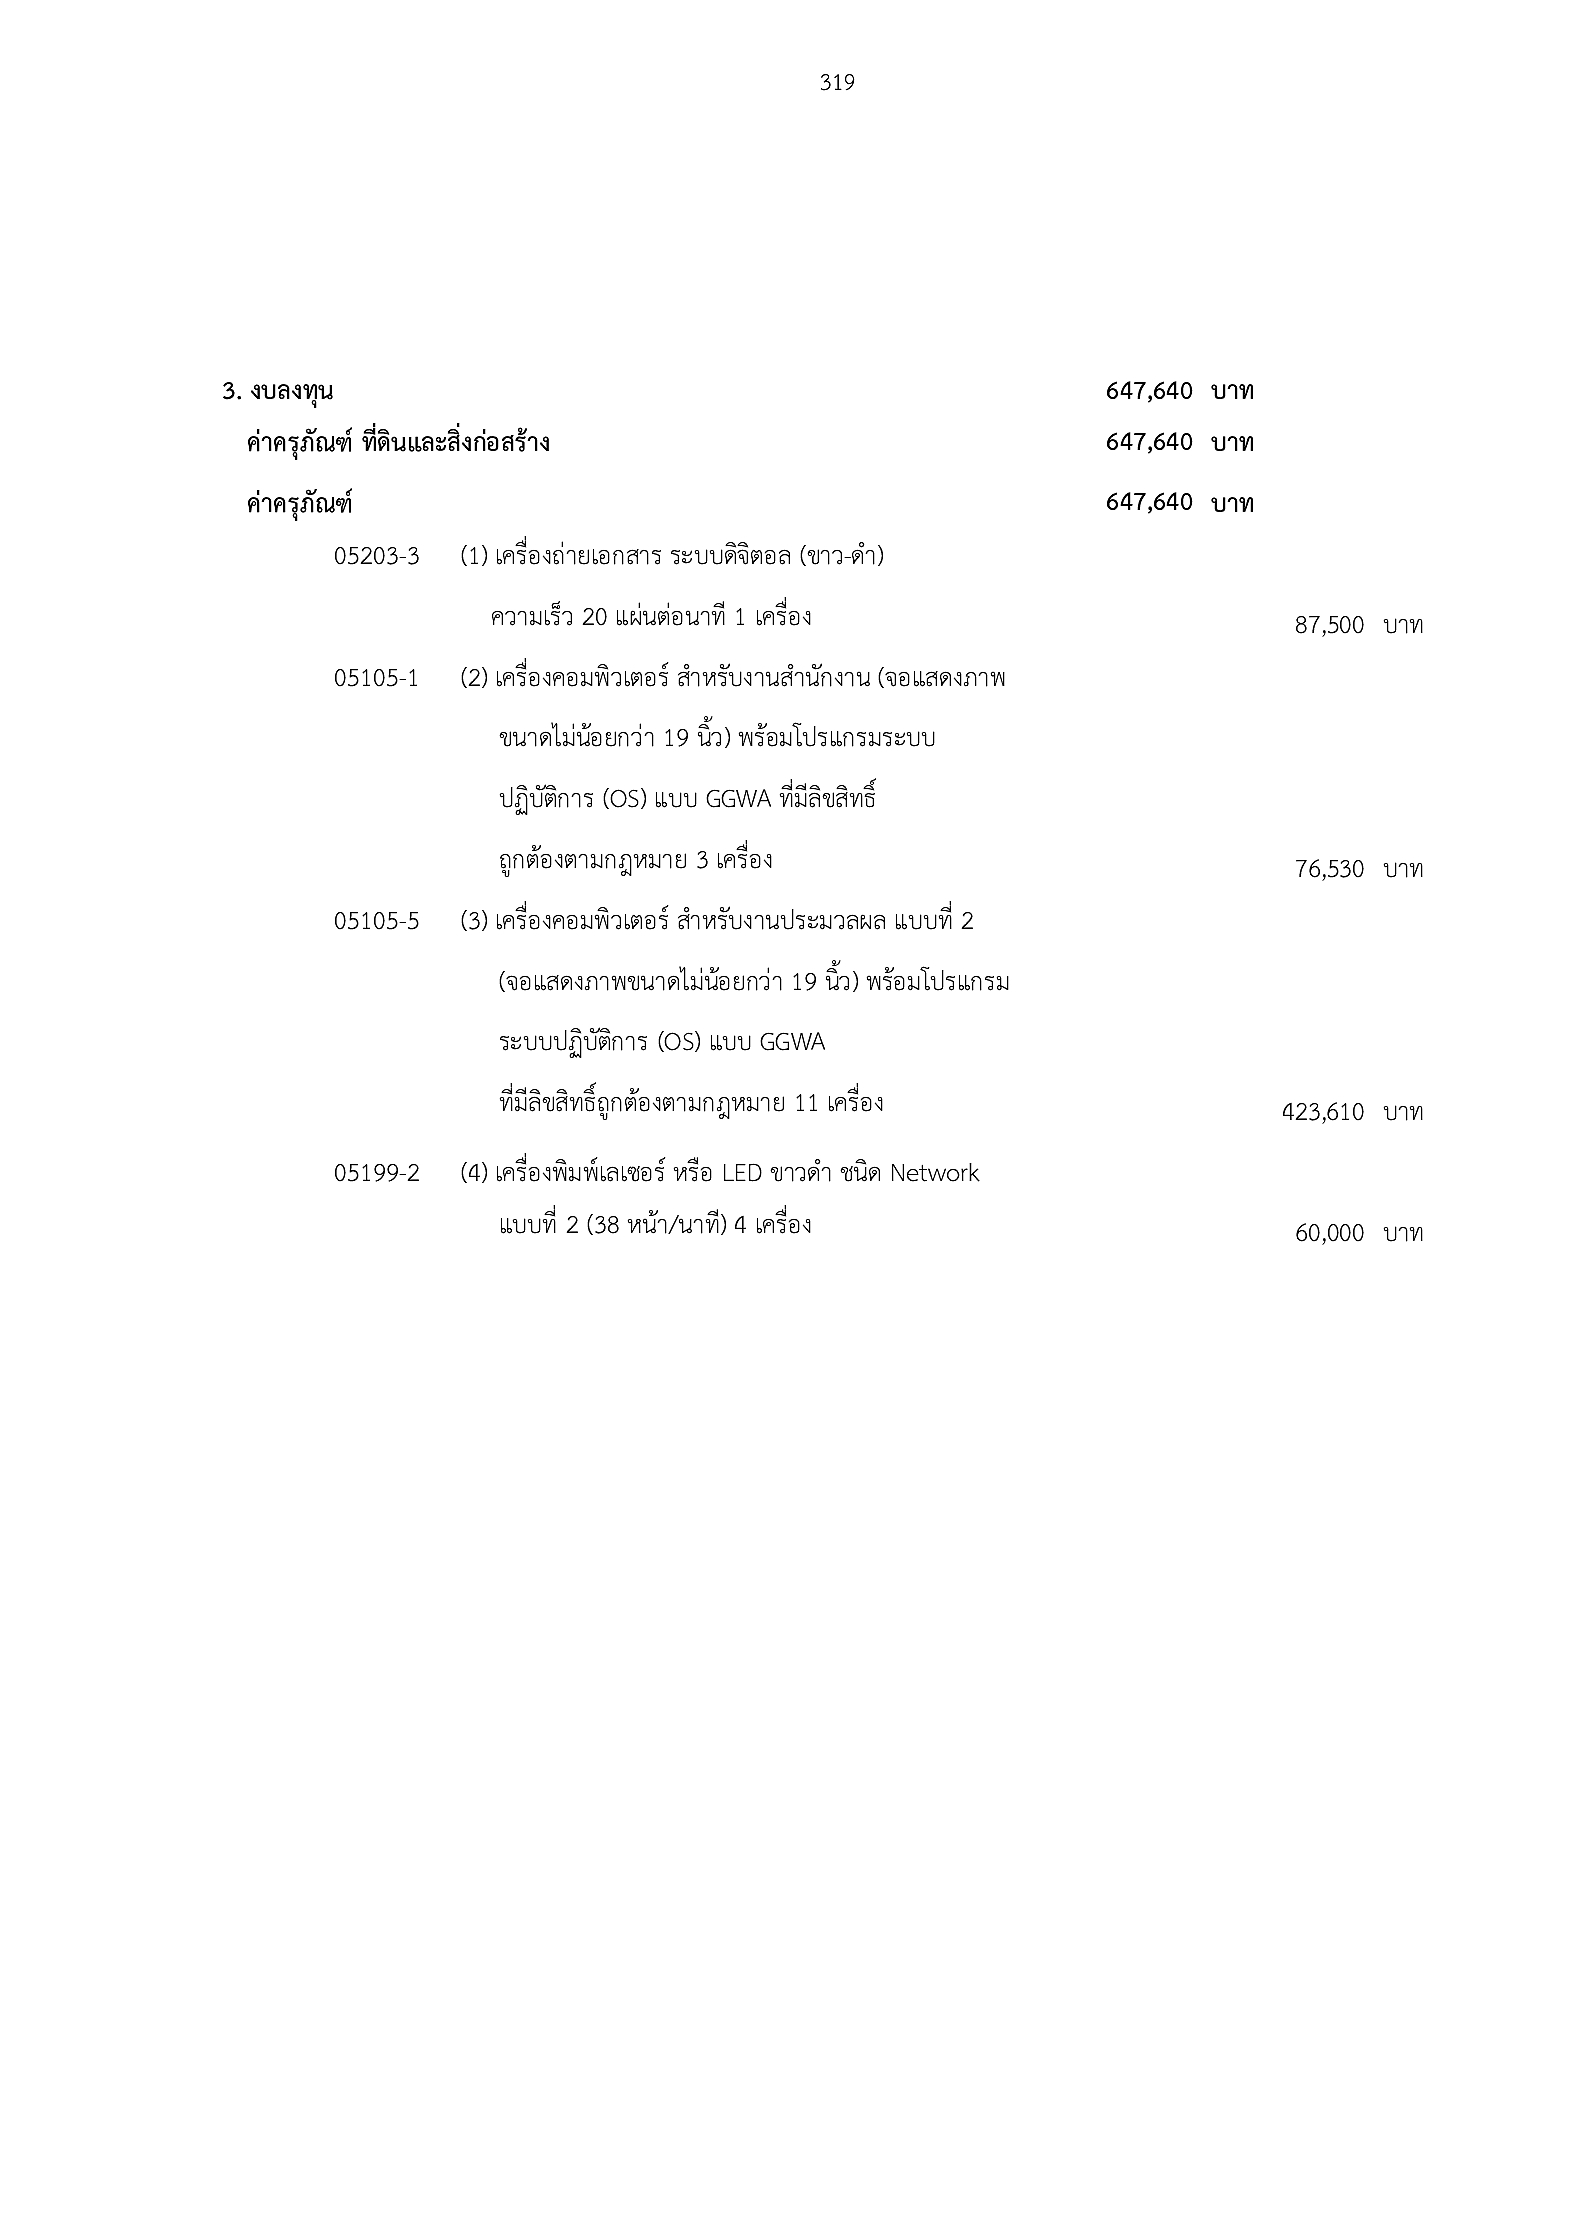 319
3. งบลงทุน 647,640 บาท
ค่าครุภัณฑ์ ที่ดินและสิ่งก่อสร้าง 647,640 บาท
ค่าครุภัณฑ์ 647,640 บาท
05203-3 (1) เครื่องถ่ายเอกสาร ระบบดิจิตอล (ขาว-ดำ)
ความเร็ว 20 แผ่นต่อนาที 1 เครื่อง 87,500 บาท
05105-1 (2) เครื่องคอมพิวเตอร์ สำหรับงานสำนักงาน (จอแสดงภาพ
ขนาดไม่น้อยกว่า 19 นิ้ว) พร้อมโปรแกรมระบบ
ปฏิบัติการ (OS) แบบ GGWA ที่มีลิขสิทธิ์
ถูกต้องตามกฎหมาย 3 เครื่อง 76,530 บาท
05105-5 (3) เครื่องคอมพิวเตอร์ สำหรับงานประมวลผล แบบที่ 2
(จอแสดงภาพขนาดไม่น้อยกว่า 19 นิ้ว) พร้อมโปรแกรม
ระบบปฏิบัติการ (OS) แบบ GGWA
ที่มีลิขสิทธิ์ถูกต้องตามกฎหมาย 11 เครื่อง 423,610 บาท
05199-2 (4) เครื่องพิมพ์เลเซอร์ หรือ LED ขาวดำ ชนิด Network
แบบที่ 2 (38 หน้า/นาที) 4 เครื่อง 60,000 บาท